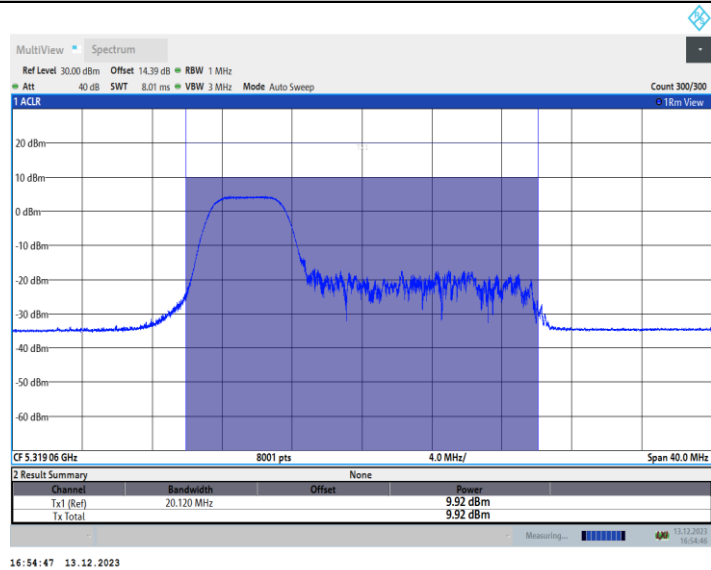 MultiView Spectrum
Ref Level 30.00 dBm Offset 14.39 dB RBW 1 MHz
Att 40 dB SWT 8.01 ms VBW 3 MHz Mode Auto Sweep Count 300/300
1 ACLR 1Rm View
20 dBm
10 dBm
0 dBm
-10 dBm
-20 dBm
-30 dBm
-40 dBm
-50 dBm
-60 dBm
CF 5.319 06 GHz 8001 pts 4.0 MHz/ Span 40.0 MHz
2 Result Summary None
Channel Bandwidth Offset Power
Tx1 (Ref) 20.120 MHz 9.92 dBm
Tx Total 9.92 dBm
Measuring... 13.12.2023
16:54:46
16:54:47 13.12.2023